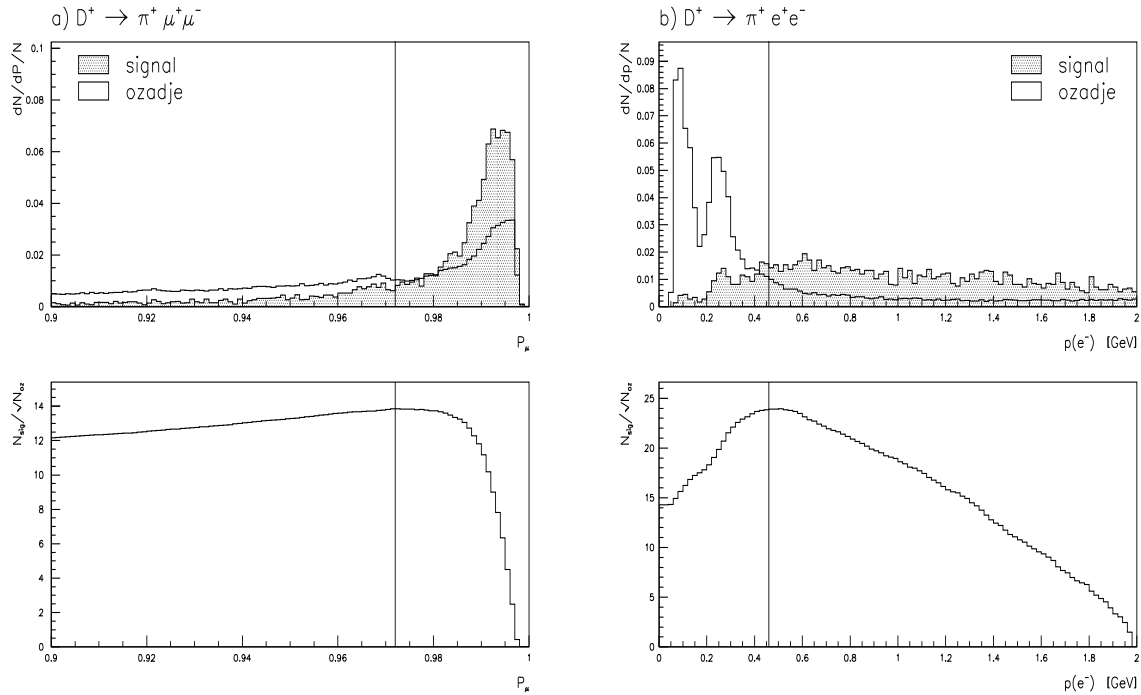 a) D⁺ → π⁺ μ⁺μ⁻
dN/dP/N
0.1
0.08
0.06
0.04
0.02
0
signal
ozadje
0.9 0.92 0.94 0.96 0.98 1
P_μ
b) D⁺ → π⁺ e⁺e⁻
dN/dp/N
0.09
0.08
0.07
0.06
0.05
0.04
0.03
0.02
0.01
0
signal
ozadje
0 0.2 0.4 0.6 0.8 1 1.2 1.4 1.6 1.8 2
p(e⁻) [GeV]
N_sig/√N_oz
14
12
10
8
6
4
2
0
0.9 0.92 0.94 0.96 0.98 1
P_μ
N_sig/√N_oz
25
20
15
10
5
0
0 0.2 0.4 0.6 0.8 1 1.2 1.4 1.6 1.8 2
p(e⁻) [GeV]